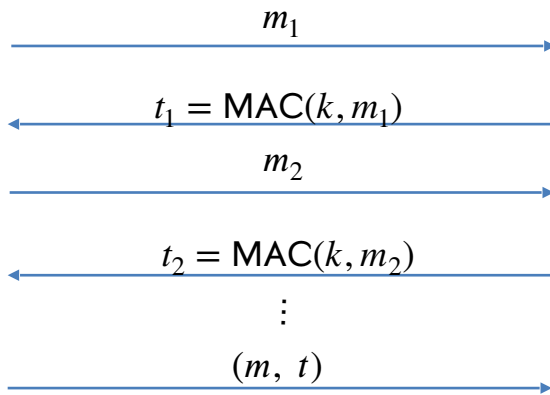 m₁
t₁ = MAC(k, m₁)
m₂
t₂ = MAC(k, m₂)
⋮
(m, t)